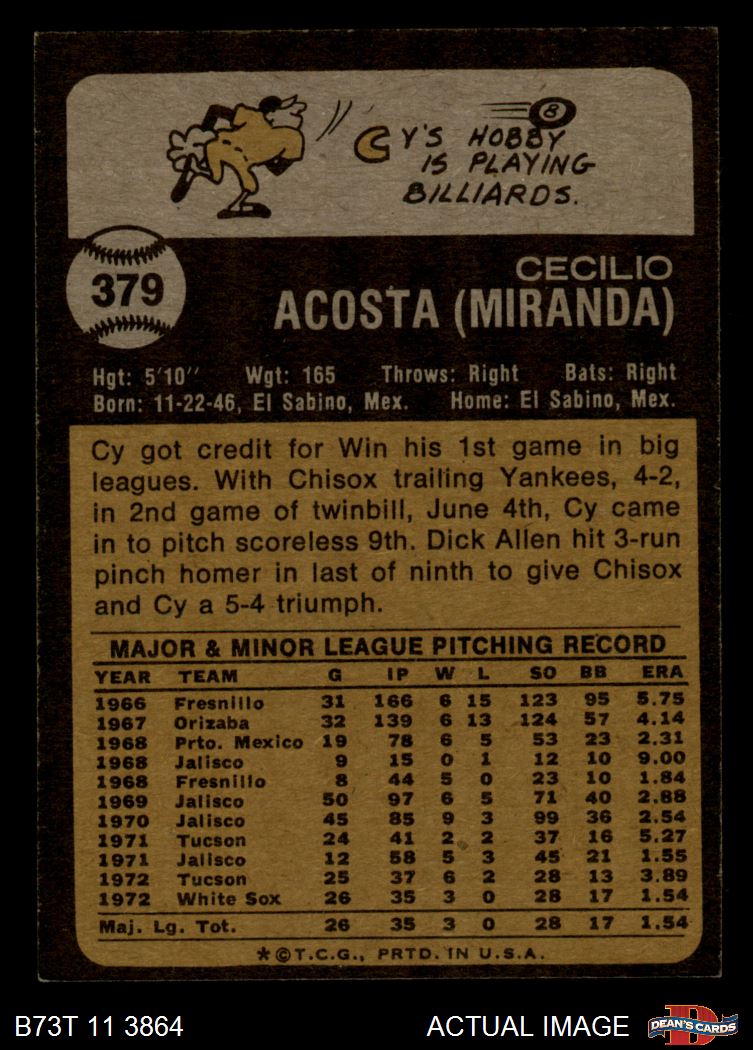 8
CY'S HOBBY
IS PLAYING
BILLIARDS.
379
CECILIO
ACOSTA (MIRANDA)
Hgt: 5'10'' Wgt: 165 Throws: Right Bats: Right
Born: 11-22-46, El Sabino, Mex. Home: El Sabino, Mex.
Cy got credit for Win his 1st game in big
leagues. With Chisox trailing Yankees, 4-2,
in 2nd game of twinbill, June 4th, Cy came
in to pitch scoreless 9th. Dick Allen hit 3-run
pinch homer in last of ninth to give Chisox
and Cy a 5-4 triumph.
MAJOR & MINOR LEAGUE PITCHING RECORD
YEAR TEAM G IP W L SO BB ERA
1966 Fresnillo 31 166 6 15 123 95 5.75
1967 Orizaba 32 139 6 13 124 57 4.14
1968 Prto. Mexico 19 78 6 5 53 23 2.31
1968 Jalisco 9 15 0 1 12 10 9.00
1968 Fresnillo 8 44 5 0 23 10 1.84
1969 Jalisco 50 97 6 5 71 40 2.88
1970 Jalisco 45 85 9 3 99 36 2.54
1971 Tucson 24 41 2 2 37 16 5.27
1971 Jalisco 12 58 5 3 45 21 1.55
1972 Tucson 25 37 6 2 28 13 3.89
1972 White Sox 26 35 3 0 28 17 1.54
Maj. Lg. Tot. 26 35 3 0 28 17 1.54
*©T.C.G., PRTD. IN U.S.A.
B73T 11 3864 ACTUAL IMAGE D DEAN'S CARDS